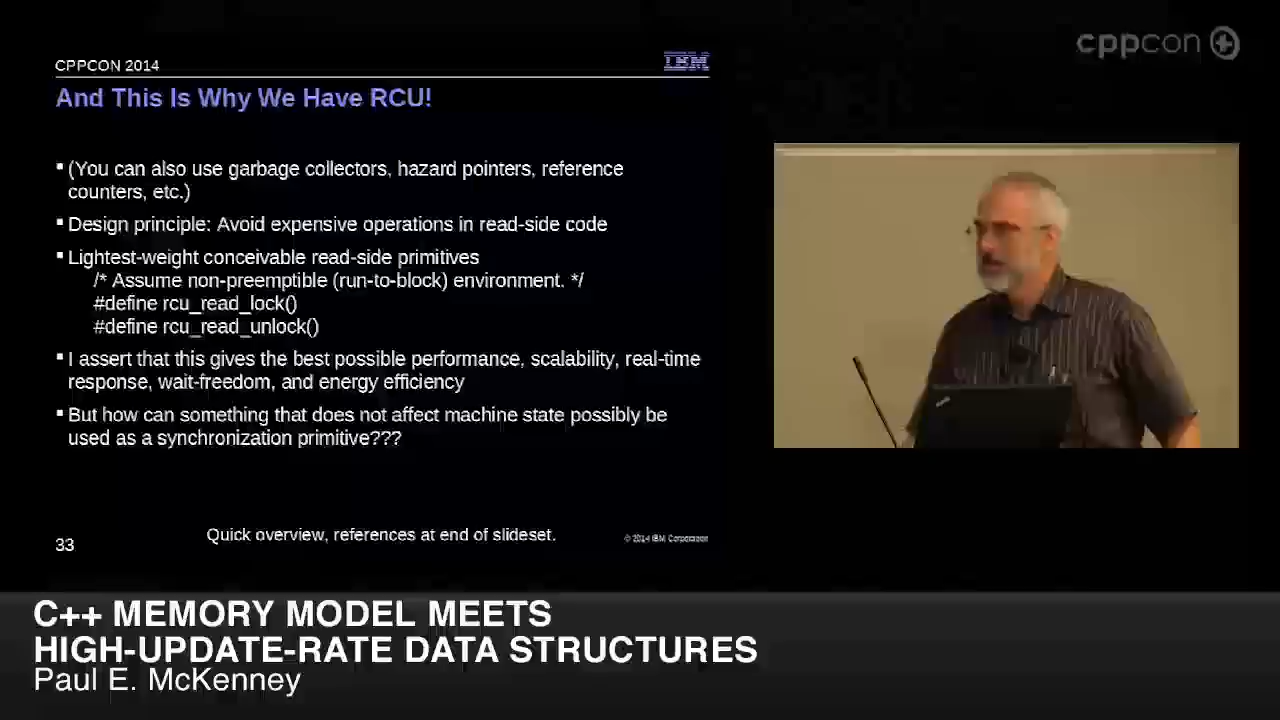 cppcon
CPPCON 2014
IBM
And This Is Why We Have RCU!
▪ (You can also use garbage collectors, hazard pointers, reference
counters, etc.)
▪ Design principle: Avoid expensive operations in read-side code
▪ Lightest-weight conceivable read-side primitives
/* Assume non-preemptible (run-to-block) environment. */
#define rcu_read_lock()
#define rcu_read_unlock()
▪ I assert that this gives the best possible performance, scalability, real-time
response, wait-freedom, and energy efficiency
▪ But how can something that does not affect machine state possibly be
used as a synchronization primitive???
Quick overview, references at end of slideset.
33
© 2014 IBM Corporation
C++ MEMORY MODEL MEETS
HIGH-UPDATE-RATE DATA STRUCTURES
Paul E. McKenney